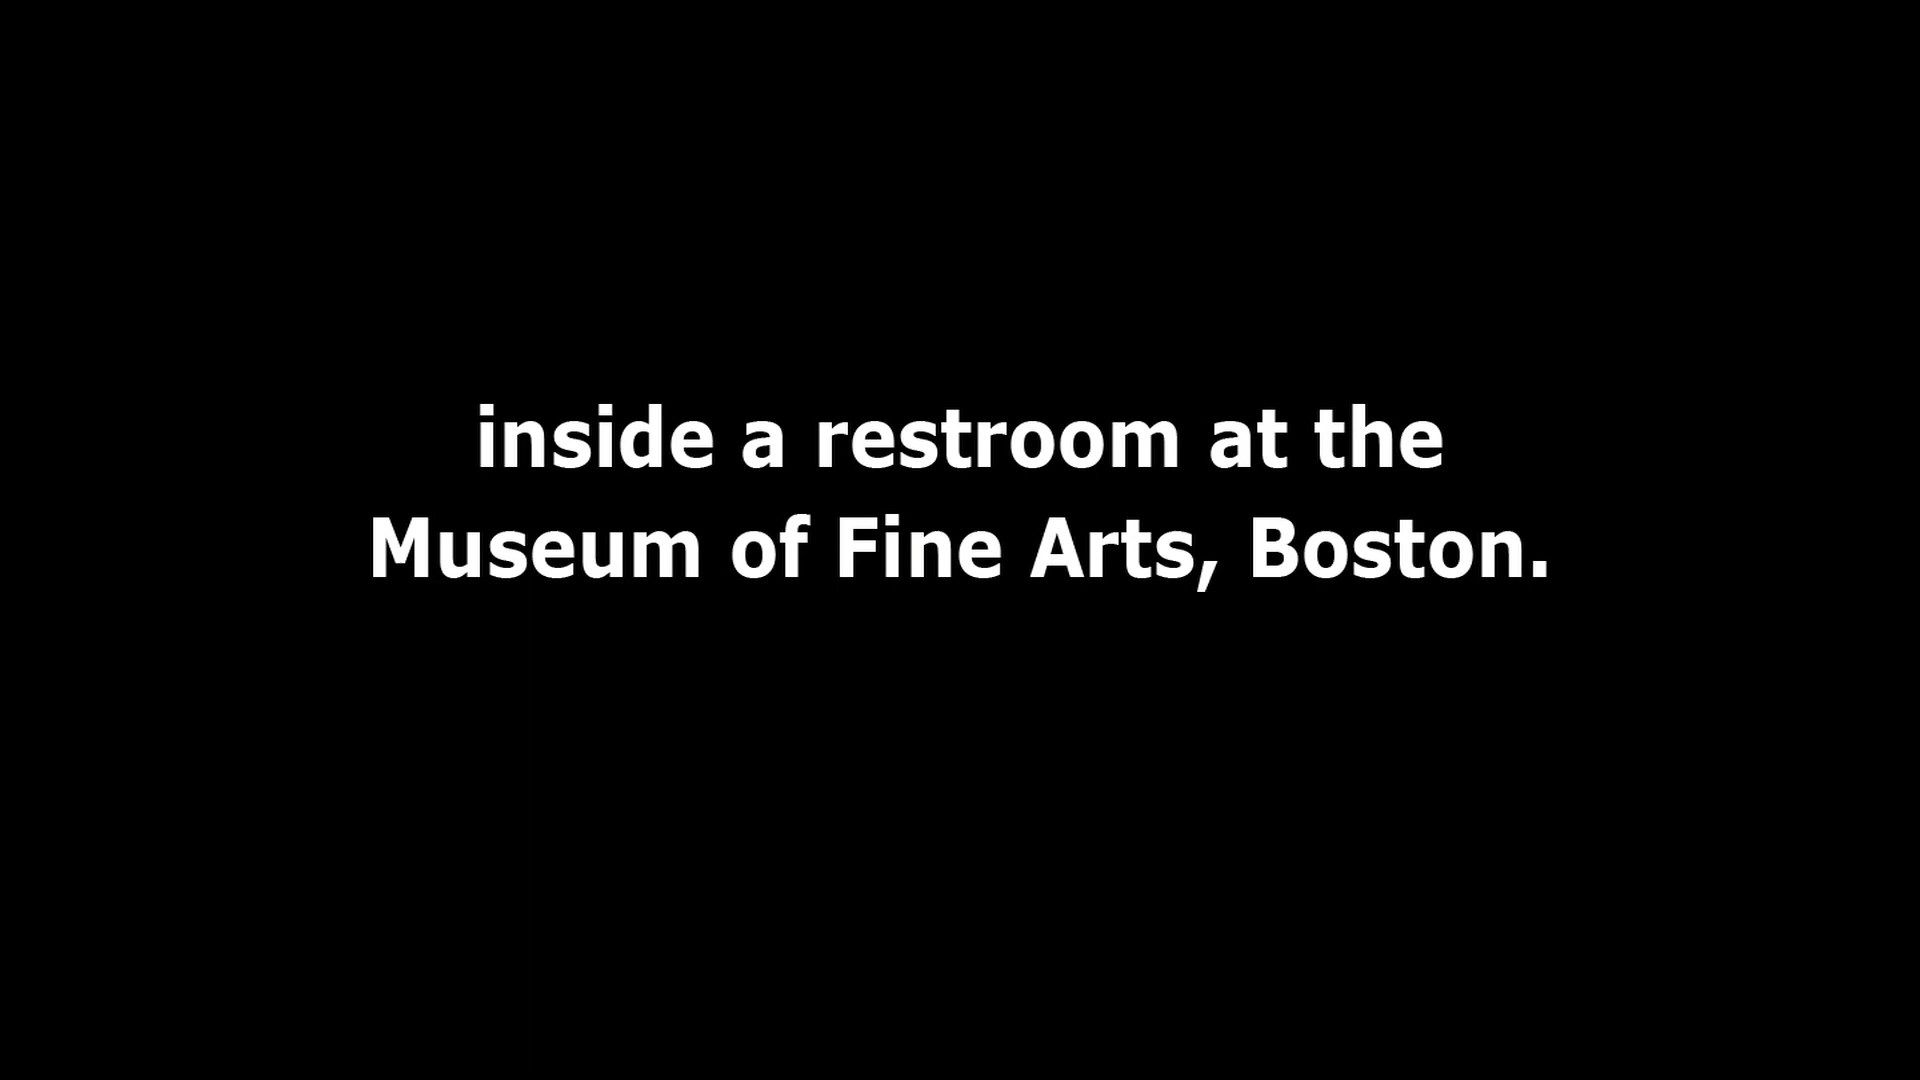 inside a restroom at the
Museum of Fine Arts, Boston.